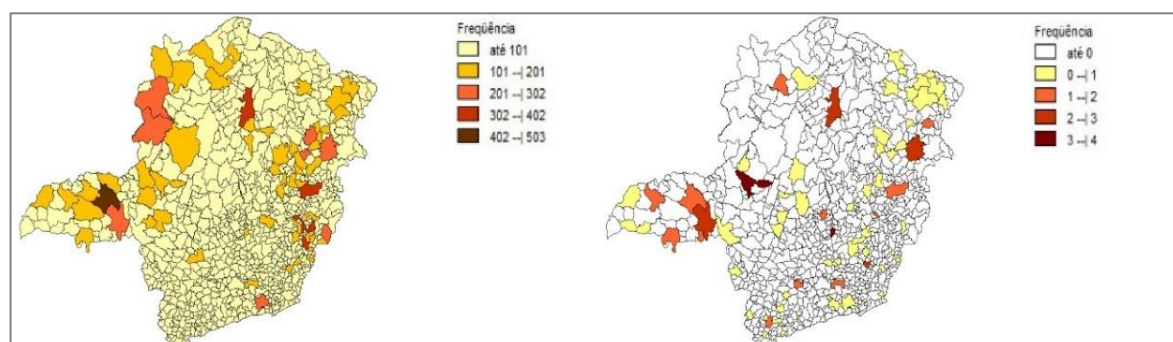 Freqüência
até 101
101 --| 201
201 --| 302
302 --| 402
402 --| 503
Freqüência
até 0
0 --| 1
1 --| 2
2 --| 3
3 --| 4